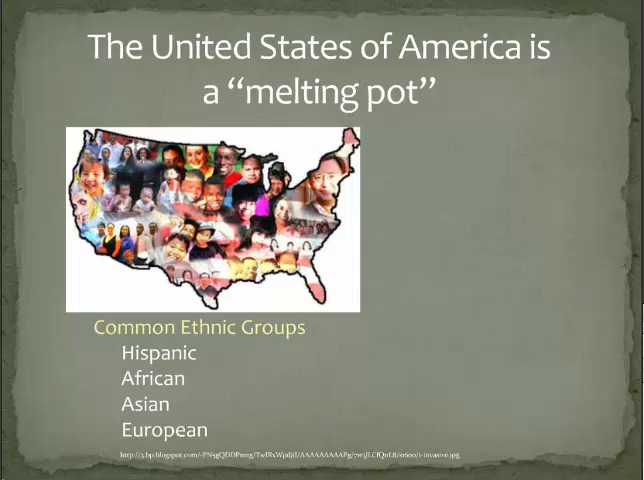 The United States of America is
a “melting pot”
Common Ethnic Groups
Hispanic
African
Asian
European